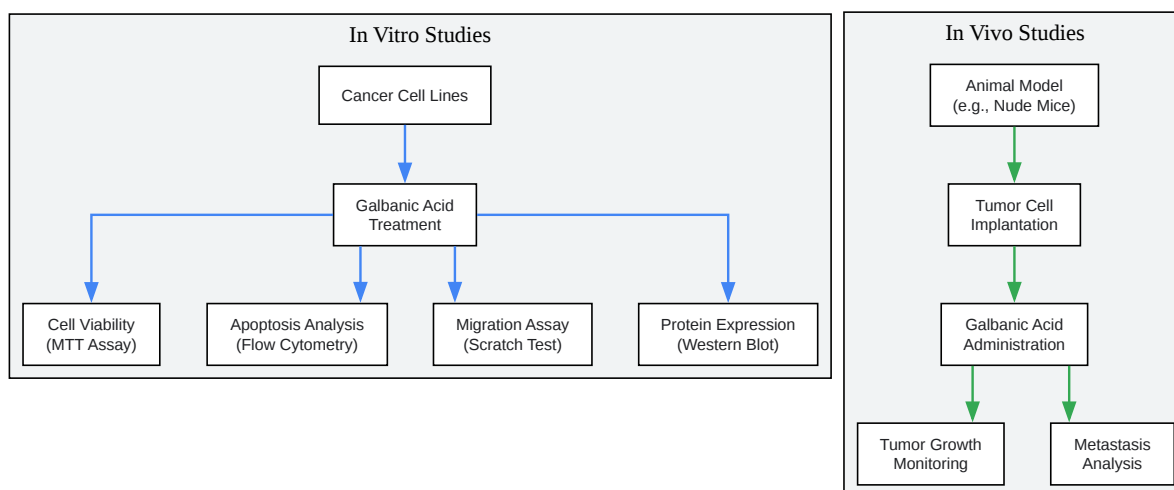 In Vitro Studies
Cancer Cell Lines
Galbanic Acid
Treatment
Cell Viability
(MTT Assay)
Apoptosis Analysis
(Flow Cytometry)
Migration Assay
(Scratch Test)
Protein Expression
(Western Blot)
In Vivo Studies
Animal Model
(e.g., Nude Mice)
Tumor Cell
Implantation
Galbanic Acid
Administration
Tumor Growth
Monitoring
Metastasis
Analysis